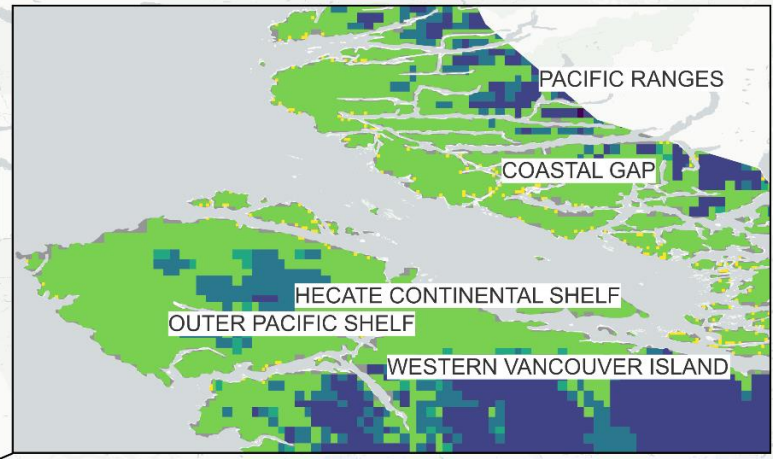 PACIFIC RANGES
COASTAL GAP
HECATE CONTINENTAL SHELF
OUTER PACIFIC SHELF
WESTERN VANCOUVER ISLAND